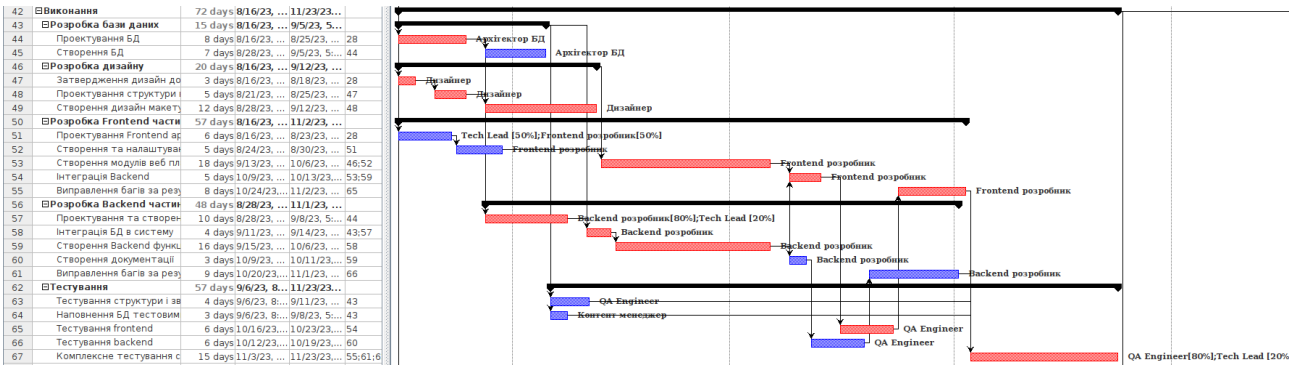 42 Виконання 72 days 8/16/23, ... 11/23/23...
43 Розробка бази даних 15 days 8/16/23, ... 9/5/23, 5...
44 Проектування БД 8 days 8/16/23, ... 8/25/23, ... 28 Архітектор БД
45 Створення БД 7 days 8/28/23, ... 9/5/23, 5:... 44 Архітектор БД
46 Розробка дизайну 20 days 8/16/23, ... 9/12/23, ...
47 Затвердження дизайн до 3 days 8/16/23, ... 8/18/23, ... 28 Дизайнер
48 Проектування структури і 5 days 8/21/23, ... 8/25/23, ... 47 Дизайнер
49 Створення дизайн макету 12 days 8/28/23, ... 9/12/23, ... 48 Дизайнер
50 Розробка Frontend части 57 days 8/16/23, ... 11/2/23, ...
51 Проектування Frontend ар 6 days 8/16/23, ... 8/23/23, ... 28 Tech Lead [50%];Frontend розробник[50%]
52 Створення та налаштува 5 days 8/24/23, ... 8/30/23, ... 51 Frontend розробник
53 Створення модулів веб пл 18 days 9/13/23, ... 10/6/23, ... 46;52 Frontend розробник
54 Інтеграція Backend 5 days 10/9/23, ... 10/13/23,... 53;59 Frontend розробник
55 Виправлення багів за резу 8 days 10/24/23,... 11/2/23, ... 65 Frontend розробник
56 Розробка Backend частин 48 days 8/28/23, ... 11/1/23, ...
57 Проектування та створен 10 days 8/28/23, ... 9/8/23, 5:... 44 Backend розробник[80%];Tech Lead [20%]
58 Інтеграція БД в систему 4 days 9/11/23, ... 9/14/23, ... 43;57 Backend розробник
59 Створення Backend функц 16 days 9/15/23, ... 10/6/23, ... 58 Backend розробник
60 Створення документації 3 days 10/9/23, ... 10/11/23,... 59 Backend розробник
61 Виправлення багів за резу 9 days 10/20/23,... 11/1/23, ... 66 Backend розробник
62 Тестування 57 days 9/6/23, 8... 11/23/23...
63 Тестування структури і зв 4 days 9/6/23, 8:... 9/11/23, ... 43 QA Engineer
64 Наповнення БД тестовим 3 days 9/6/23, 8:... 9/8/23, 5:... 43 Контент менеджер
65 Тестування frontend 6 days 10/16/23,... 10/23/23,... 54 QA Engineer
66 Тестування backend 6 days 10/12/23,... 10/19/23,... 60 QA Engineer
67 Комплексне тестування с 15 days 11/3/23, ... 11/23/23,... 55;61;6 QA Engineer[80%];Tech Lead [20%